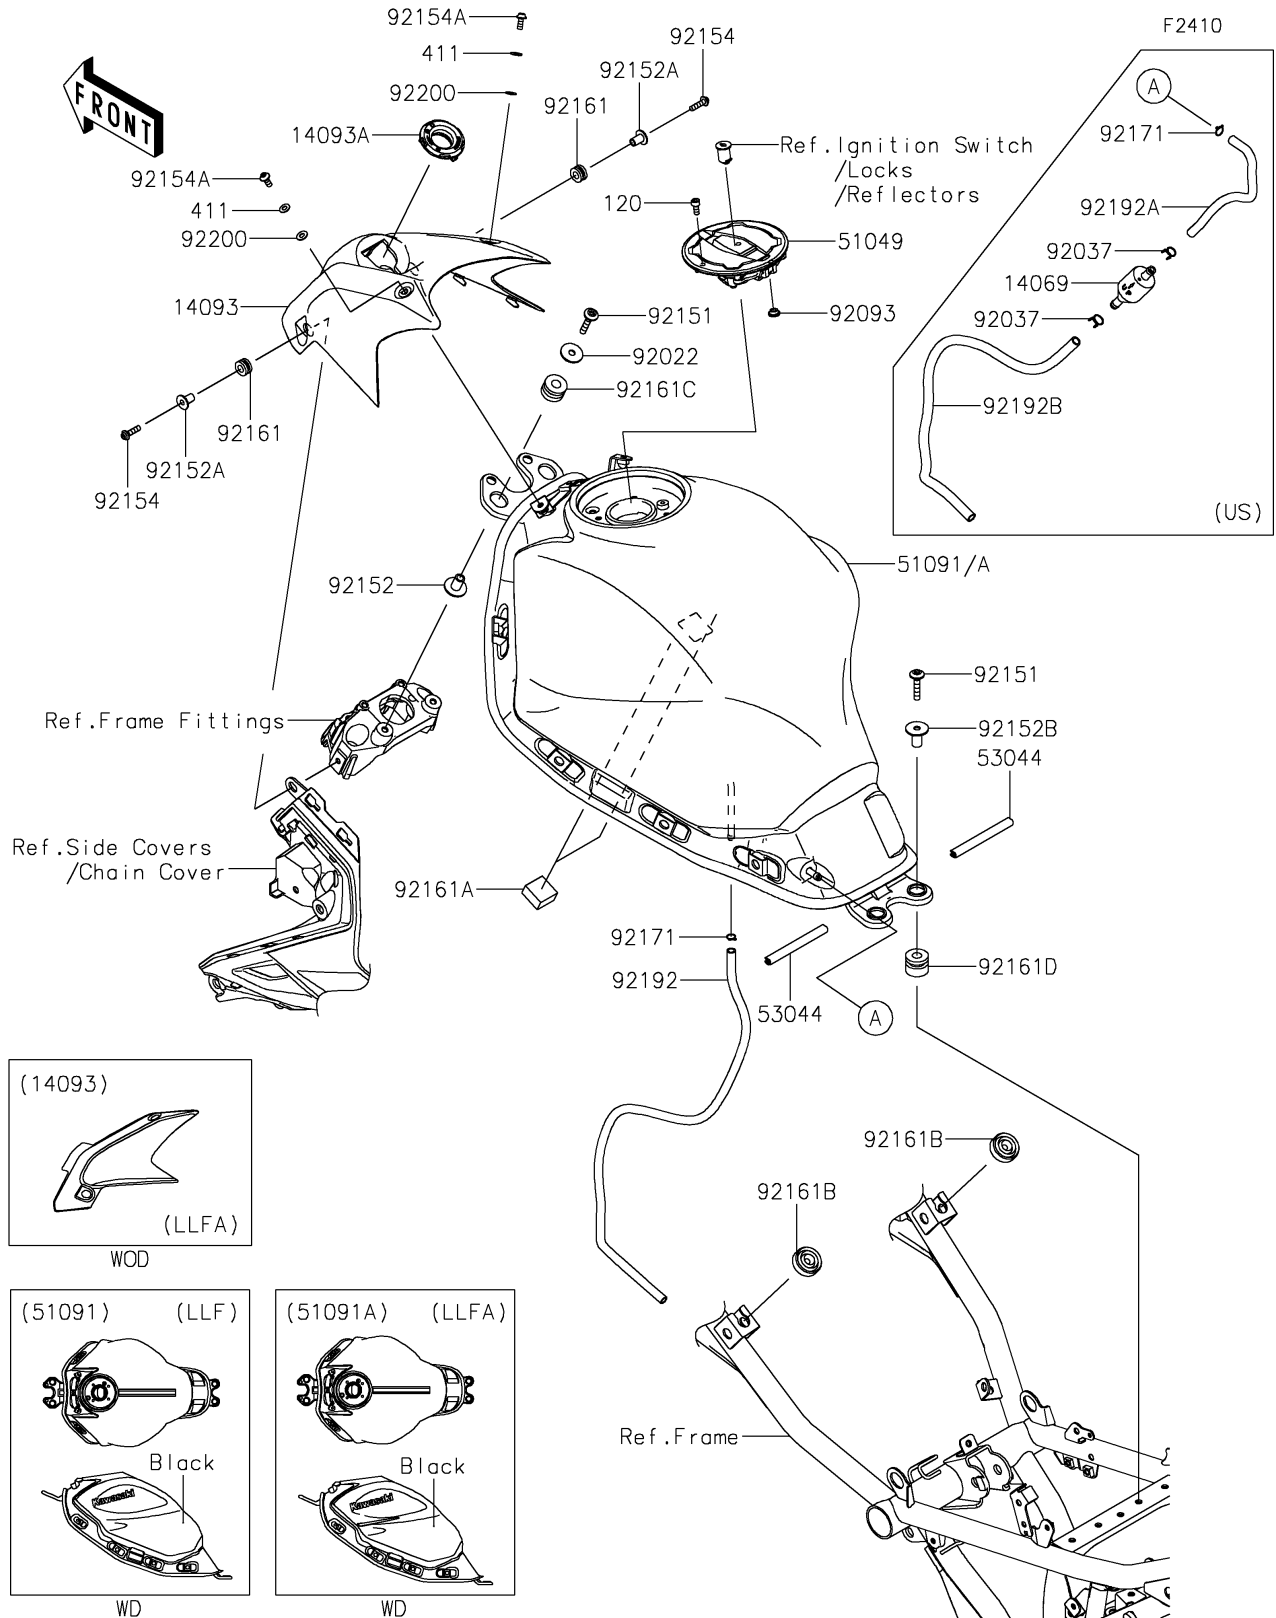 F2410
FRONT
92154A
411
92200
14093A
92154
92152A
92161
Ref.Ignition Switch
/Locks
/Reflectors
120
51049
92093
92154A
411
92200
14093
92161
92152A
92154
92151
92022
92161C
A
92171
92192A
92037
14069
92037
92192B
(US)
51091/A
92152
Ref.Frame Fittings
Ref.Side Covers
/Chain Cover
92161A
92151
92152B
53044
92171
92192
53044
A
92161D
(14093)
(LLFA)
WOD
92161B
92161B
Ref.Frame
(51091)
(LLF)
Black
Kawasaki
WD
(51091A)
(LLFA)
Black
Kawasaki
WD